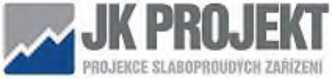 JK PROJEKT
PROJEKCE SLABOPROUDÝCH ZAŘÍZENÍ